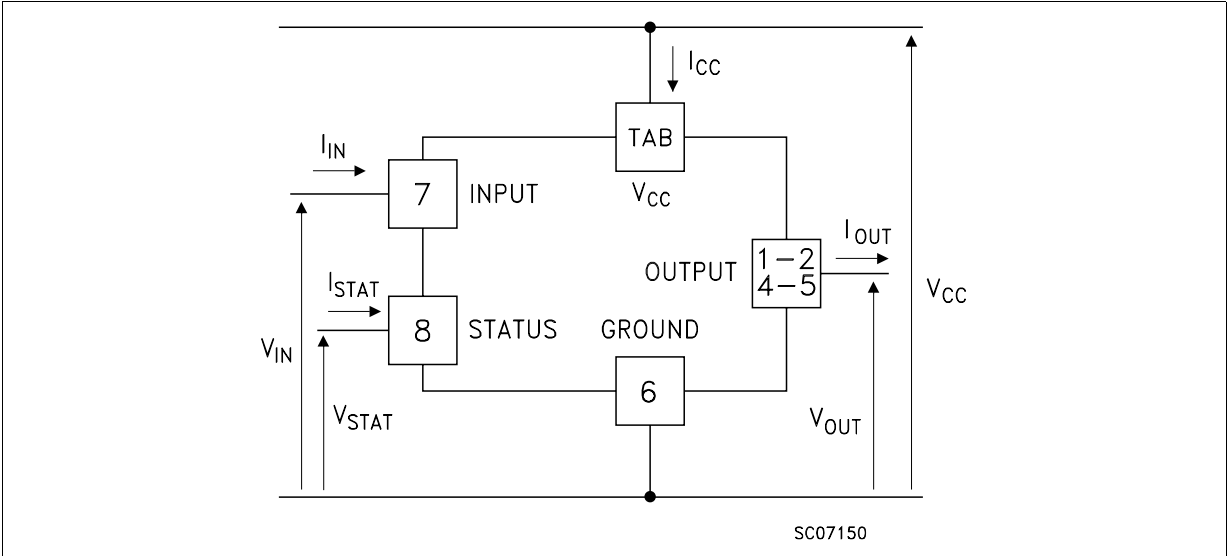 I_CC
TAB
V_CC
I_IN
7
INPUT
I_STAT
8
STATUS
V_IN
V_STAT
GROUND
6
OUTPUT
1-2
4-5
I_OUT
V_OUT
V_CC
SC07150